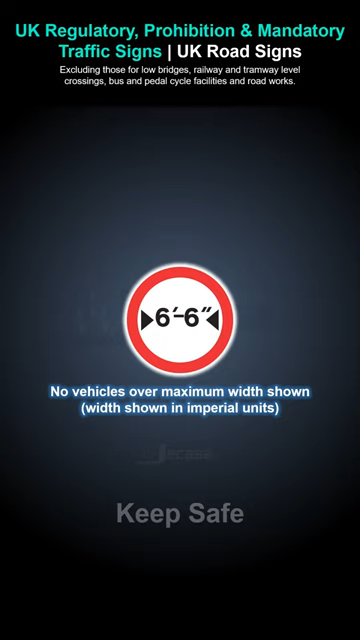 UK Regulatory, Prohibition & Mandatory
Traffic Signs | UK Road Signs
Excluding those for low bridges, railway and tramway level
crossings, bus and pedal cycle facilities and road works.
6′-6″
No vehicles over maximum width shown
(width shown in imperial units)
Keep Safe